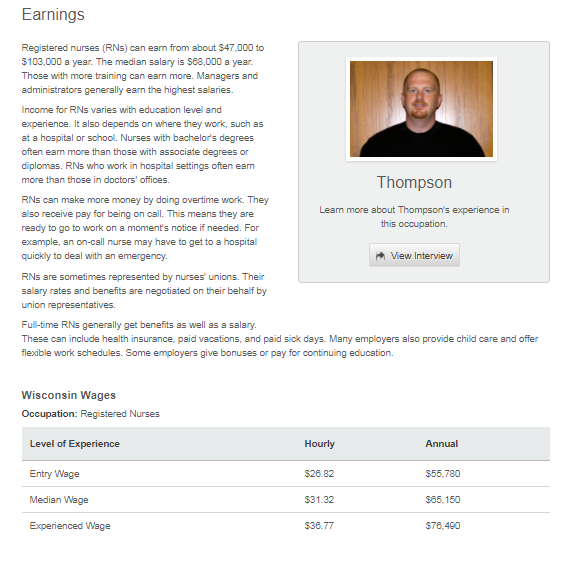 Earnings
Registered nurses (RNs) can earn from about $47,000 to
$103,000 a year. The median salary is $68,000 a year.
Those with more training can earn more. Managers and
administrators generally earn the highest salaries.
Income for RNs varies with education level and
experience. It also depends on where they work, such as
at a hospital or school. Nurses with bachelor's degrees
often earn more than those with associate degrees or
diplomas. RNs who work in hospital settings often earn
more than those in doctors' offices.
RNs can make more money by doing overtime work. They
also receive pay for being on call. This means they are
ready to go to work on a moment's notice if needed. For
example, an on-call nurse may have to get to a hospital
quickly to deal with an emergency.
RNs are sometimes represented by nurses' unions. Their
salary rates and benefits are negotiated on their behalf by
union representatives.
Full-time RNs generally get benefits as well as a salary.
These can include health insurance, paid vacations, and paid sick days. Many employers also provide child care and offer
flexible work schedules. Some employers give bonuses or pay for continuing education.
Thompson
Learn more about Thompson's experience in
this occupation.
View Interview
Wisconsin Wages
Occupation: Registered Nurses
Level of Experience Hourly Annual
Entry Wage $26.82 $55,780
Median Wage $31.32 $65,150
Experienced Wage $36.77 $76,490